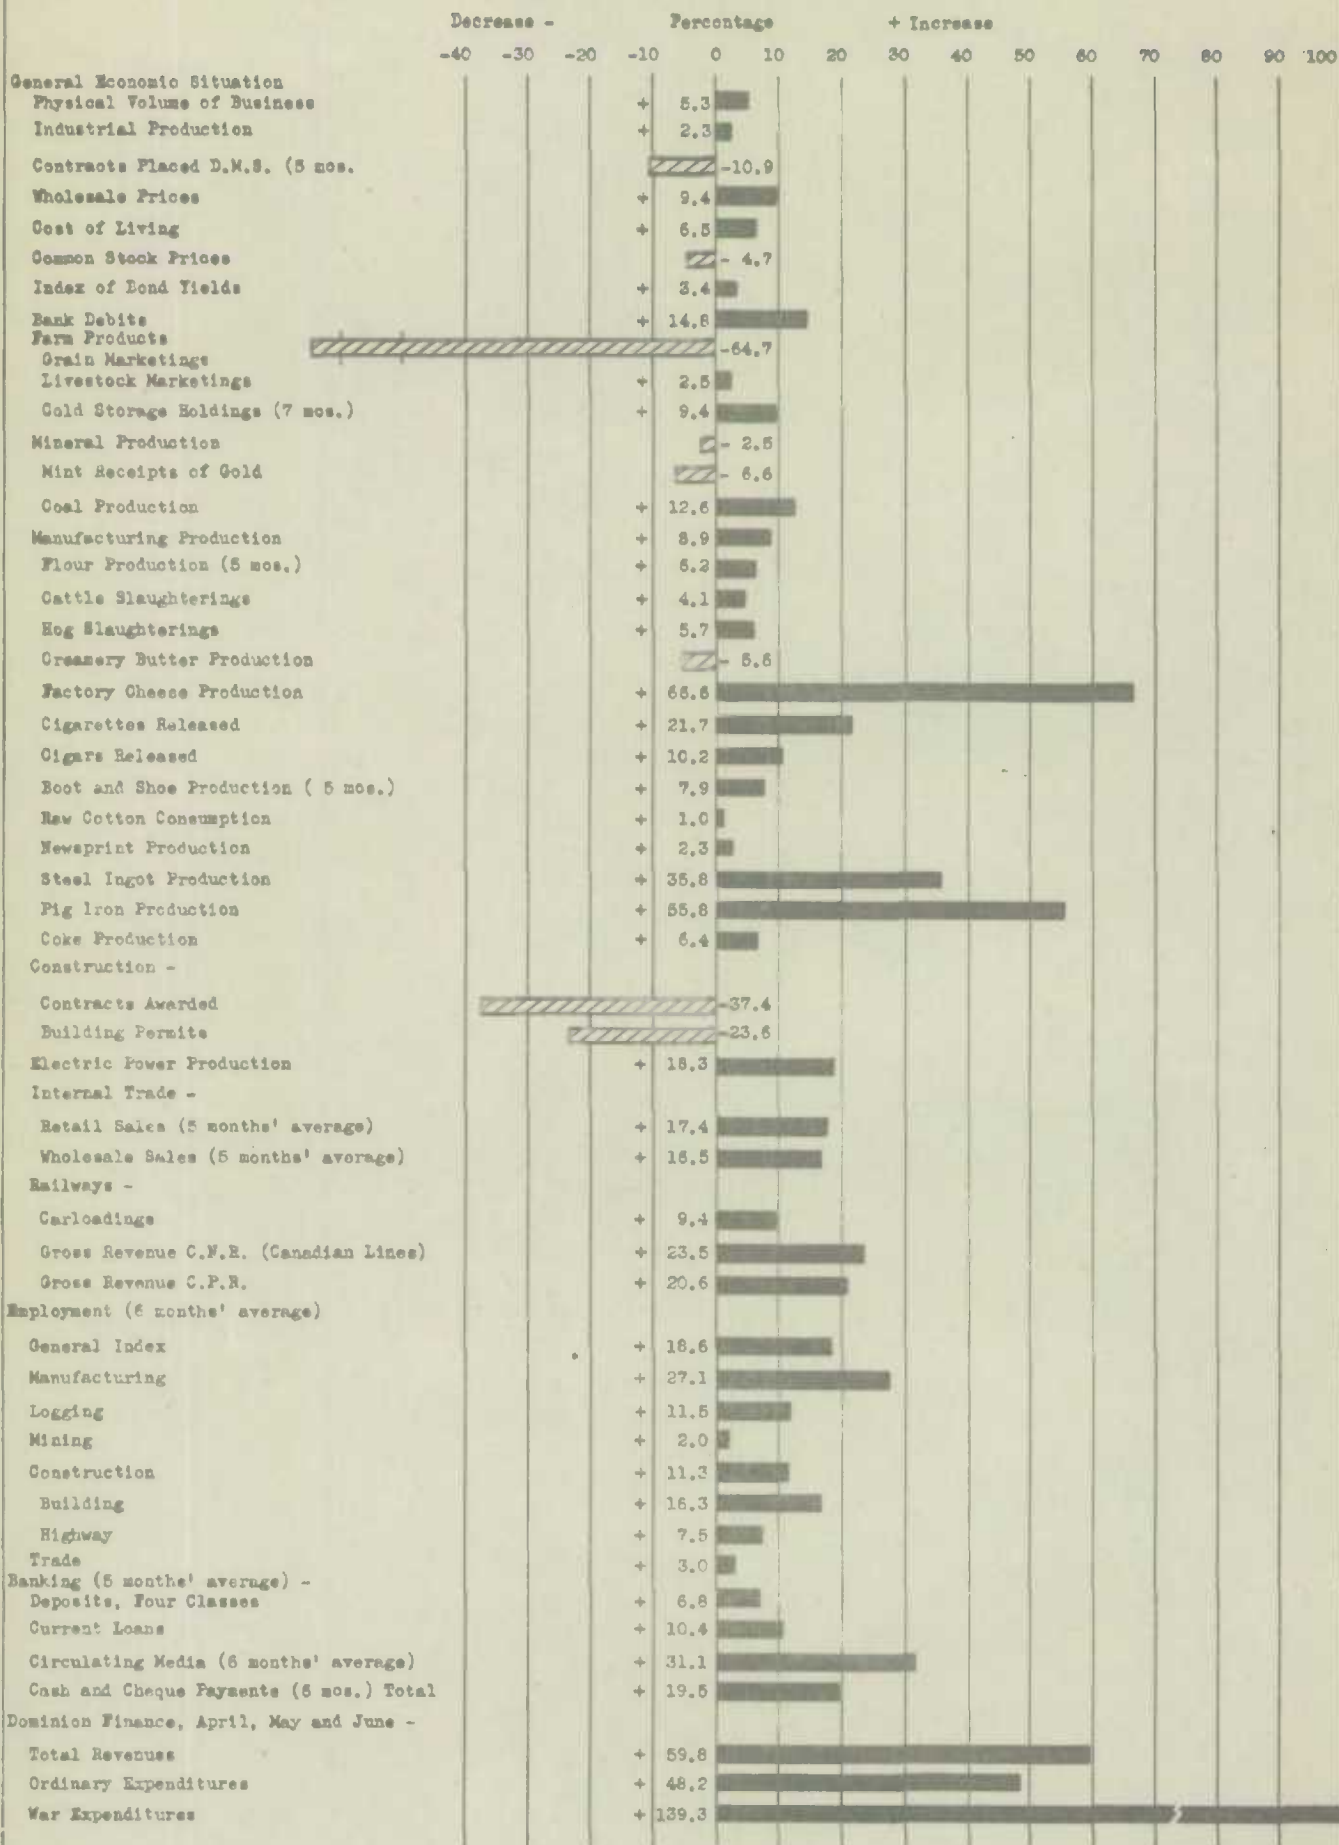 Decrease - Percentage + Increase
-40 -30 -20 -10 0 10 20 30 40 50 60 70 80 90 100
General Economic Situation
Physical Volume of Business + 5.3
Industrial Production + 2.3
Contracts Placed D.M.S. (5 mos. -10.9
Wholesale Prices + 9.4
Cost of Living + 6.5
Common Stock Prices - 4.7
Index of Bond Yields + 3.4
Bank Debits + 14.8
Farm Products
Grain Marketings -64.7
Livestock Marketings + 2.5
Cold Storage Holdings (7 mos.) + 9.4
Mineral Production - 2.5
Mint Receipts of Gold - 6.6
Coal Production + 12.6
Manufacturing Production + 8.9
Flour Production (5 mos.) + 6.2
Cattle Slaughterings + 4.1
Hog Slaughterings + 5.7
Creamery Butter Production - 5.5
Factory Cheese Production + 66.6
Cigarettes Released + 21.7
Cigars Released + 10.2
Boot and Shoe Production ( 5 mos.) + 7.9
Raw Cotton Consumption + 1.0
Newsprint Production + 2.3
Steel Ingot Production + 35.8
Pig Iron Production + 55.8
Coke Production + 6.4
Construction -
Contracts Awarded -37.4
Building Permits -23.6
Electric Power Production + 18.3
Internal Trade -
Retail Sales (5 months' average) + 17.4
Wholesale Sales (5 months' average) + 16.5
Railways -
Carloadings + 9.4
Gross Revenue C.N.R. (Canadian Lines) + 23.5
Gross Revenue C.P.R. + 20.6
Employment (6 months' average)
General Index + 18.6
Manufacturing + 27.1
Logging + 11.5
Mining + 2.0
Construction + 11.3
Building + 16.3
Highway + 7.5
Trade + 3.0
Banking (5 months' average) -
Deposits, Four Classes + 6.8
Current Loans + 10.4
Circulating Media (6 months' average) + 31.1
Cash and Cheque Payments (6 mos.) Total + 19.5
Dominion Finance, April, May and June -
Total Revenues + 59.8
Ordinary Expenditures + 48.2
War Expenditures + 139.3